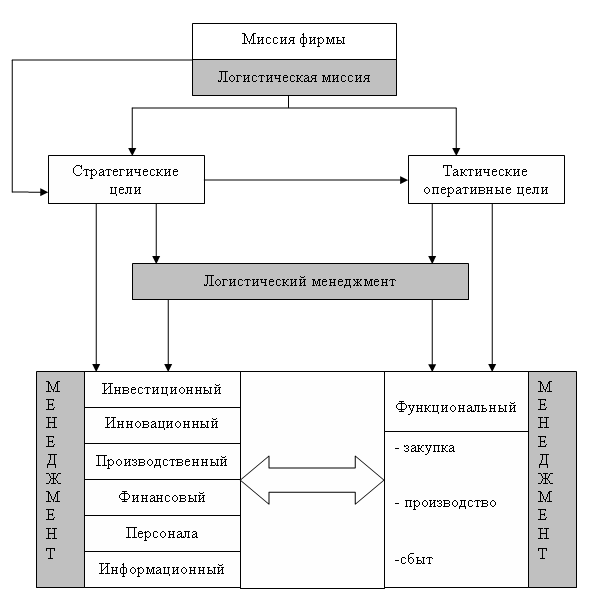 Миссия фирмы
Логистическая миссия
Стратегические
цели
Тактические
оперативные цели
Логистический менеджмент
М
Е
Н
Е
Д
Ж
М
Е
Н
Т
Инвестиционный
Инновационный
Производственный
Финансовый
Персонала
Информационный
Функциональный
- закупка
- производство
-сбыт
М
Е
Н
Е
Д
Ж
М
Е
Н
Т